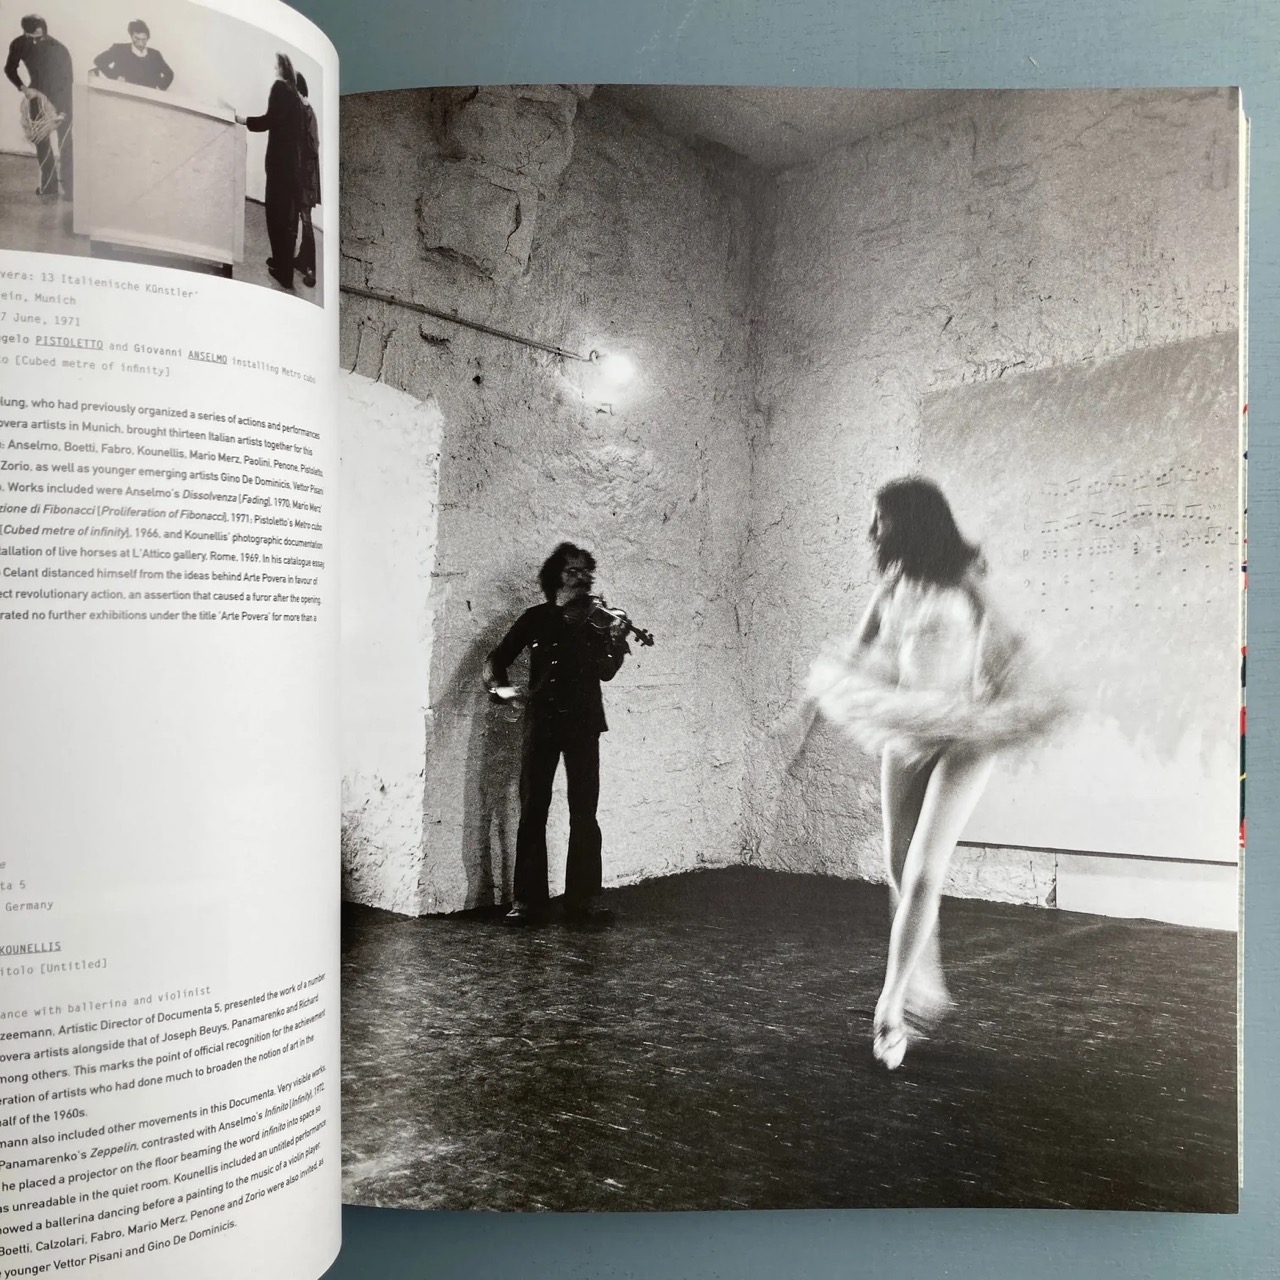 vera: 13 Italienische Künstler'
ein, Munich
7 June, 1971
gelo PISTOLETTO and Giovanni ANSELMO installing Metro cubo
o [Cubed metre of infinity]
lung, who had previously organized a series of actions and performances
overa artists in Munich, brought thirteen Italian artists together for this
: Anselmo, Boetti, Fabro, Kounellis, Mario Merz, Paolini, Penone, Pistoletto
Zorio, as well as younger emerging artists Gino De Dominicis, Vettor Pisani
. Works included were Anselmo's Dissolvenza [Fading], 1970; Mario Merz'
zione di Fibonacci [Proliferation of Fibonacci], 1971; Pistoletto's Metro cubo
[Cubed metre of infinity], 1966, and Kounellis' photographic documentation
tallation of live horses at L'Attico gallery, Rome, 1969. In his catalogue essay
Celant distanced himself from the ideas behind Arte Povera in favour of
ect revolutionary action, an assertion that caused a furor after the opening.
rated no further exhibitions under the title 'Arte Povera' for more than a
e
ta 5
Germany
KOUNELLIS
itolo [Untitled]
ance with ballerina and violinist
zeemann, Artistic Director of Documenta 5, presented the work of a number
overa artists alongside that of Joseph Beuys, Panamarenko and Richard
mong others. This marks the point of official recognition for the achievement
eration of artists who had done much to broaden the notion of art in the
half of the 1960s.
mann also included other movements in this Documenta. Very visible works
Panamarenko's Zeppelin, contrasted with Anselmo's Infinito [Infinity], 1972,
he placed a projector on the floor beaming the word infinito into space so
as unreadable in the quiet room. Kounellis included an untitled performance
howed a ballerina dancing before a painting to the music of a violin player.
Boetti, Calzolari, Fabro, Mario Merz, Penone and Zorio were also invited, as
younger Vettor Pisani and Gino De Dominicis.